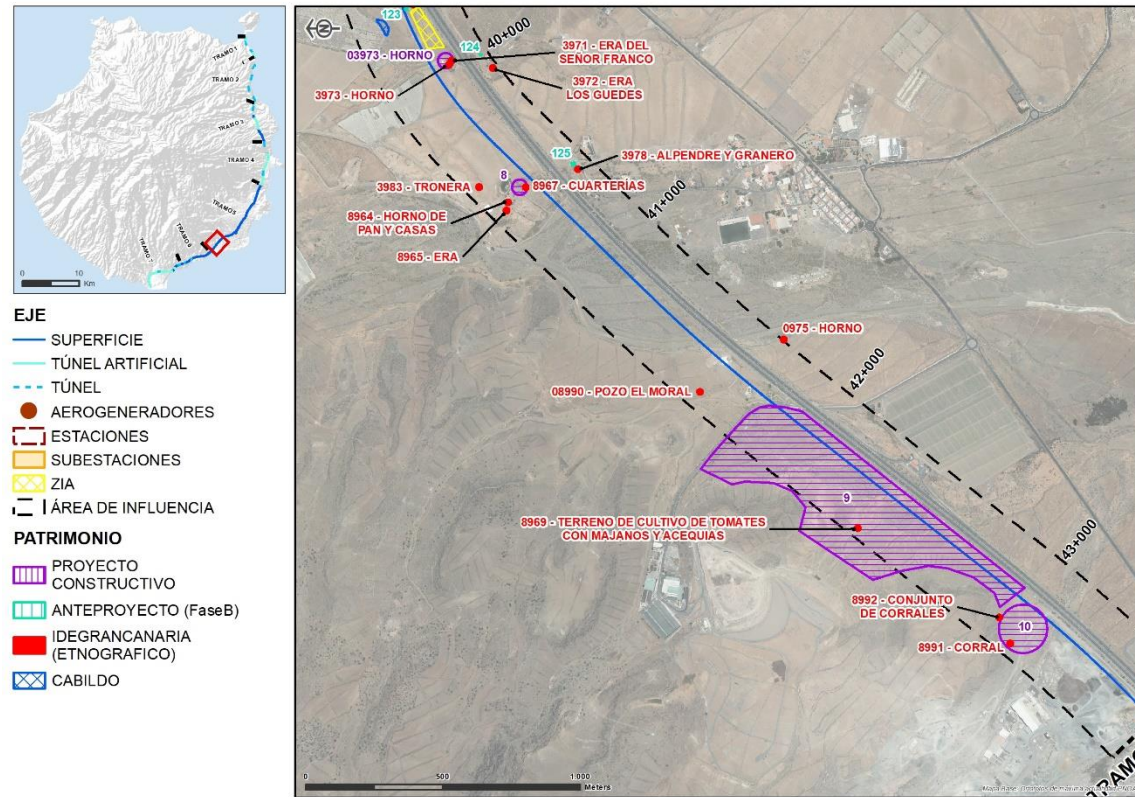 TRAMO 1
TRAMO 2
TRAMO 3
TRAMO 4
TRAMO 5
TRAMO 6
TRAMO 7
0 10
Km
EJE
SUPERFICIE
TÚNEL ARTIFICIAL
TÚNEL
AEROGENERADORES
ESTACIONES
SUBESTACIONES
ZIA
ÁREA DE INFLUENCIA
PATRIMONIO
PROYECTO
CONSTRUCTIVO
ANTEPROYECTO (FaseB)
IDEGRANCANARIA
(ETNOGRAFICO)
CABILDO
N
123
124
40+000
03973 - HORNO
3971 - ERA DEL
SEÑOR FRANCO
3973 - HORNO
3972 - ERA
LOS GUEDES
125
3978 - ALPENDRE Y GRANERO
8
3983 - TRONERA
8967 - CUARTERÍAS
41+000
8964 - HORNO DE
PAN Y CASAS
8965 - ERA
0975 - HORNO
42+000
08990 - POZO EL MORAL
9
8969 - TERRENO DE CULTIVO DE TOMATES
CON MAJANOS Y ACEQUIAS
43+000
8992 - CONJUNTO
DE CORRALES
10
8991 - CORRAL
0 500 1.000
Meters